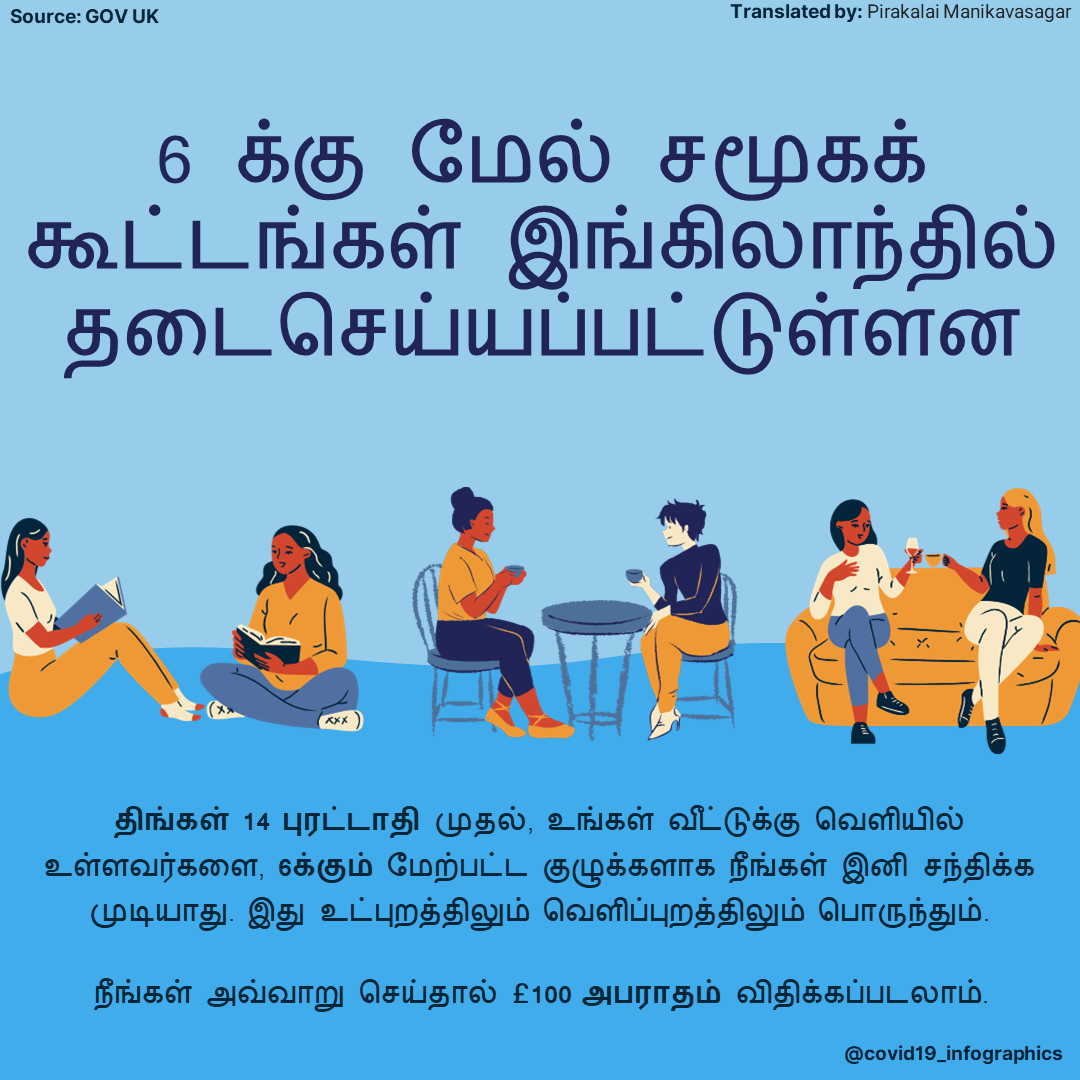 Source: GOV UK
Translated by: Pirakalai Manikavasagar
6 க்கு மேல் சமூகக்
கூட்டங்கள் இங்கிலாந்தில்
தடைசெய்யப்பட்டுள்ளன
திங்கள் 14 புரட்டாதி முதல், உங்கள் வீட்டுக்கு வெளியில்
உள்ளவர்களை, 6க்கும் மேற்பட்ட குழுக்களாக நீங்கள் இனி சந்திக்க
முடியாது. இது உட்புறத்திலும் வெளிப்புறத்திலும் பொருந்தும்.
நீங்கள் அவ்வாறு செய்தால் £100 அபராதம் விதிக்கப்படலாம்.
@covid19_infographics